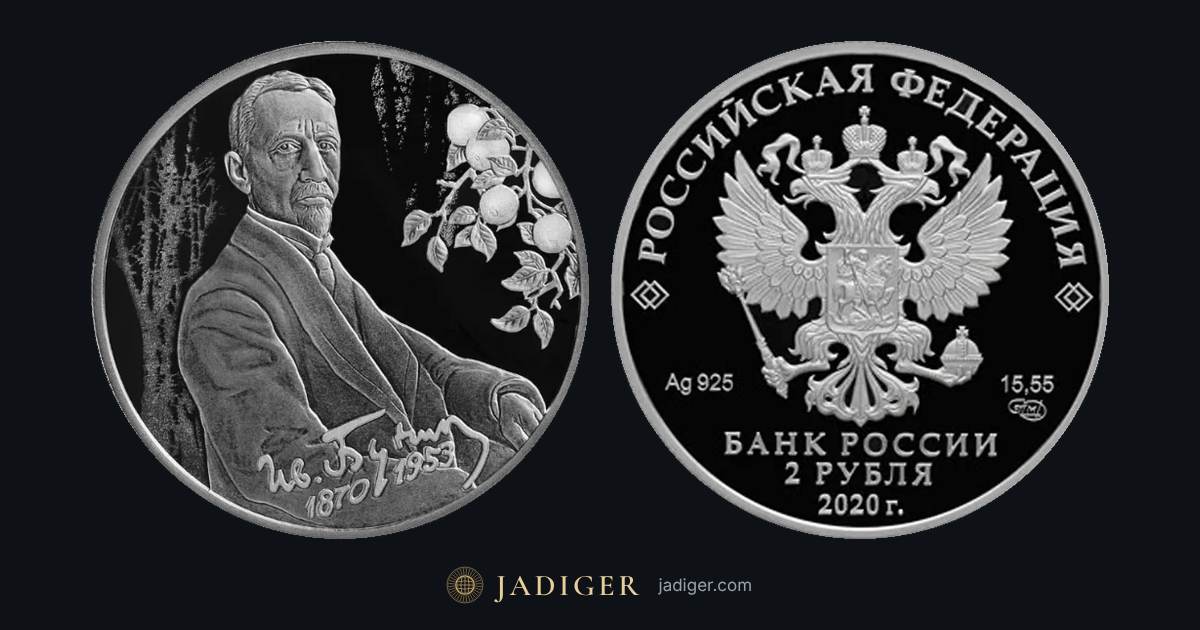 Ив. Бунин
1870 1953
РОССИЙСКАЯ ФЕДЕРАЦИЯ
Ag 925
15,55
БАНК РОССИИ
2 РУБЛЯ
2020 г.
JADIGER
jadiger.com